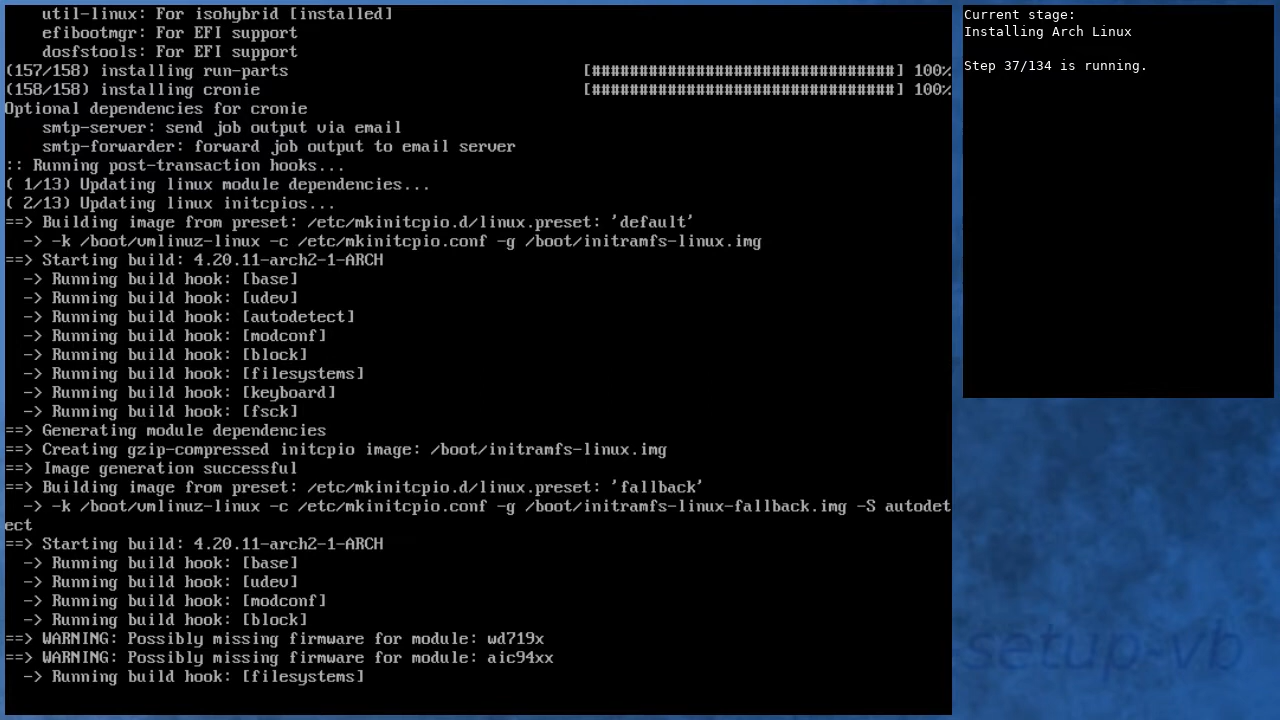 util-linux: For isohybrid [installed]
    efibootmgr: For EFI support
    dosfstools: For EFI support
(157/158) installing run-parts                               [################################] 100%
(158/158) installing cronie                                  [################################] 100%
Optional dependencies for cronie
    smtp-server: send job output via email
    smtp-forwarder: forward job output to email server
:: Running post-transaction hooks...
( 1/13) Updating linux module dependencies...
( 2/13) Updating linux initcpios...
==> Building image from preset: /etc/mkinitcpio.d/linux.preset: 'default'
  -> -k /boot/vmlinuz-linux -c /etc/mkinitcpio.conf -g /boot/initramfs-linux.img
==> Starting build: 4.20.11-arch2-1-ARCH
  -> Running build hook: [base]
  -> Running build hook: [udev]
  -> Running build hook: [autodetect]
  -> Running build hook: [modconf]
  -> Running build hook: [block]
  -> Running build hook: [filesystems]
  -> Running build hook: [keyboard]
  -> Running build hook: [fsck]
==> Generating module dependencies
==> Creating gzip-compressed initcpio image: /boot/initramfs-linux.img
==> Image generation successful
==> Building image from preset: /etc/mkinitcpio.d/linux.preset: 'fallback'
  -> -k /boot/vmlinuz-linux -c /etc/mkinitcpio.conf -g /boot/initramfs-linux-fallback.img -S autodet
ect
==> Starting build: 4.20.11-arch2-1-ARCH
  -> Running build hook: [base]
  -> Running build hook: [udev]
  -> Running build hook: [modconf]
  -> Running build hook: [block]
==> WARNING: Possibly missing firmware for module: wd719x
==> WARNING: Possibly missing firmware for module: aic94xx
  -> Running build hook: [filesystems]
Current stage:
Installing Arch Linux
Step 37/134 is running.
setup-vb